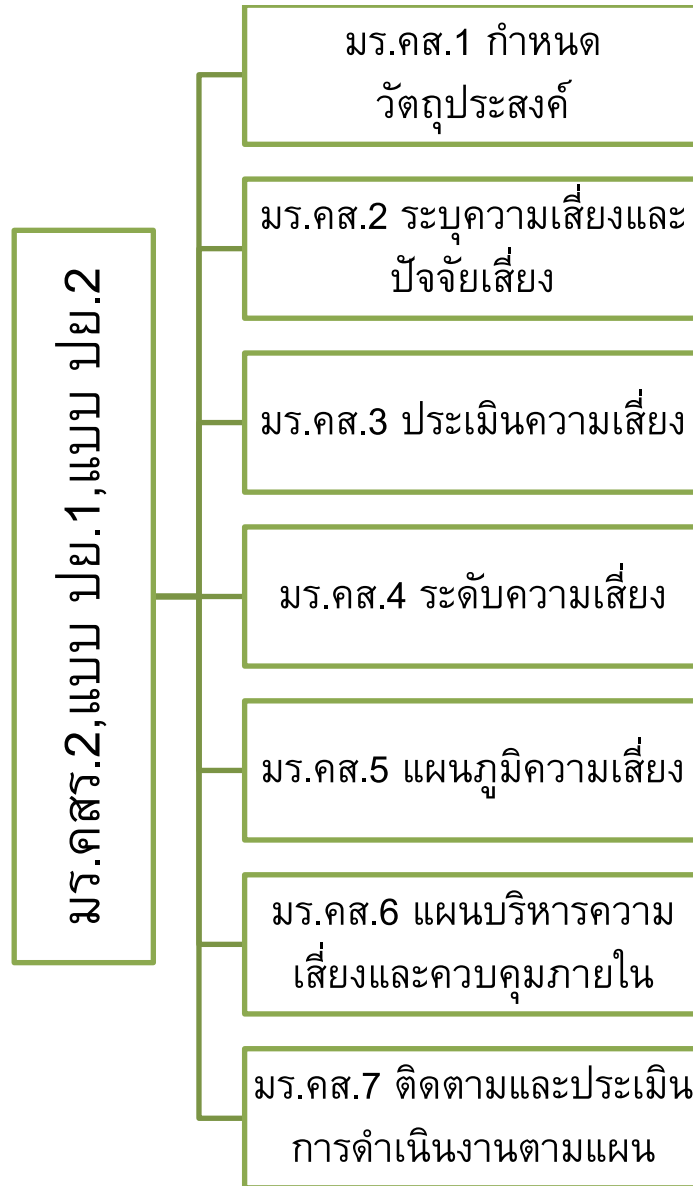 มร.คสร.2,แบบ ปย.1,แบบ ปย.2
มร.คส.1 กำหนด
วัตถุประสงค์
มร.คส.2 ระบุความเสี่ยงและ
ปัจจัยเสี่ยง
มร.คส.3 ประเมินความเสี่ยง
มร.คส.4 ระดับความเสี่ยง
มร.คส.5 แผนภูมิความเสี่ยง
มร.คส.6 แผนบริหารความ
เสี่ยงและควบคุมภายใน
มร.คส.7 ติดตามและประเมิน
การดำเนินงานตามแผน